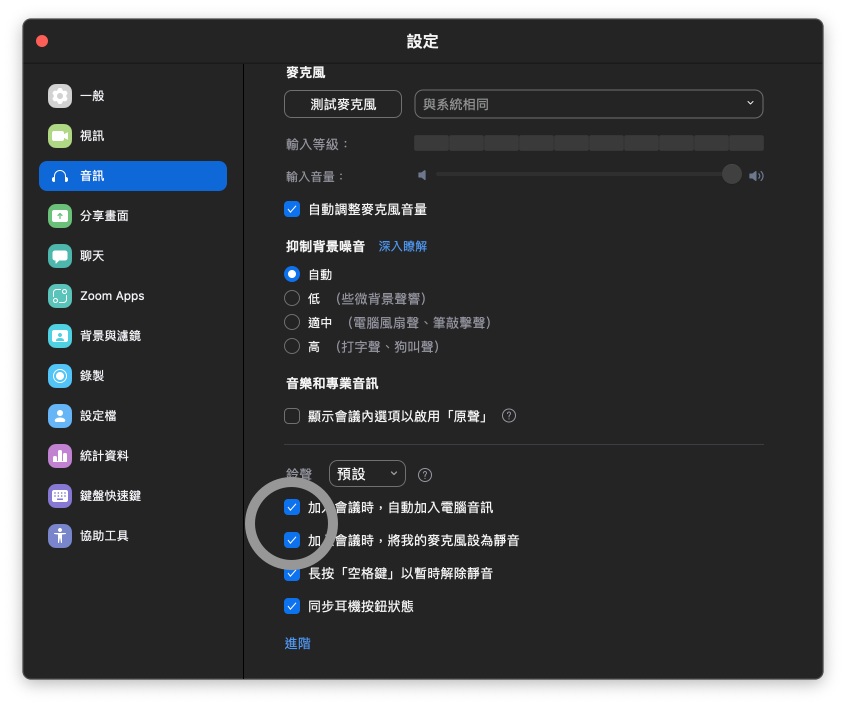 設定
一般
視訊
音訊
分享畫面
聊天
Zoom Apps
背景與濾鏡
錄製
設定檔
統計資料
鍵盤快速鍵
協助工具
麥克風
測試麥克風 與系統相同
輸入等級：
輸入音量：
自動調整麥克風音量
抑制背景噪音 深入瞭解
自動
低 (些微背景聲響)
適中 (電腦風扇聲、筆敲擊聲)
高 (打字聲、狗叫聲)
音樂和專業音訊
顯示會議內選項以啟用「原聲」 ?
鈴聲 預設 ?
加入會議時，自動加入電腦音訊
加入會議時，將我的麥克風設為靜音
長按「空格鍵」以暫時解除靜音
同步耳機按鈕狀態
進階